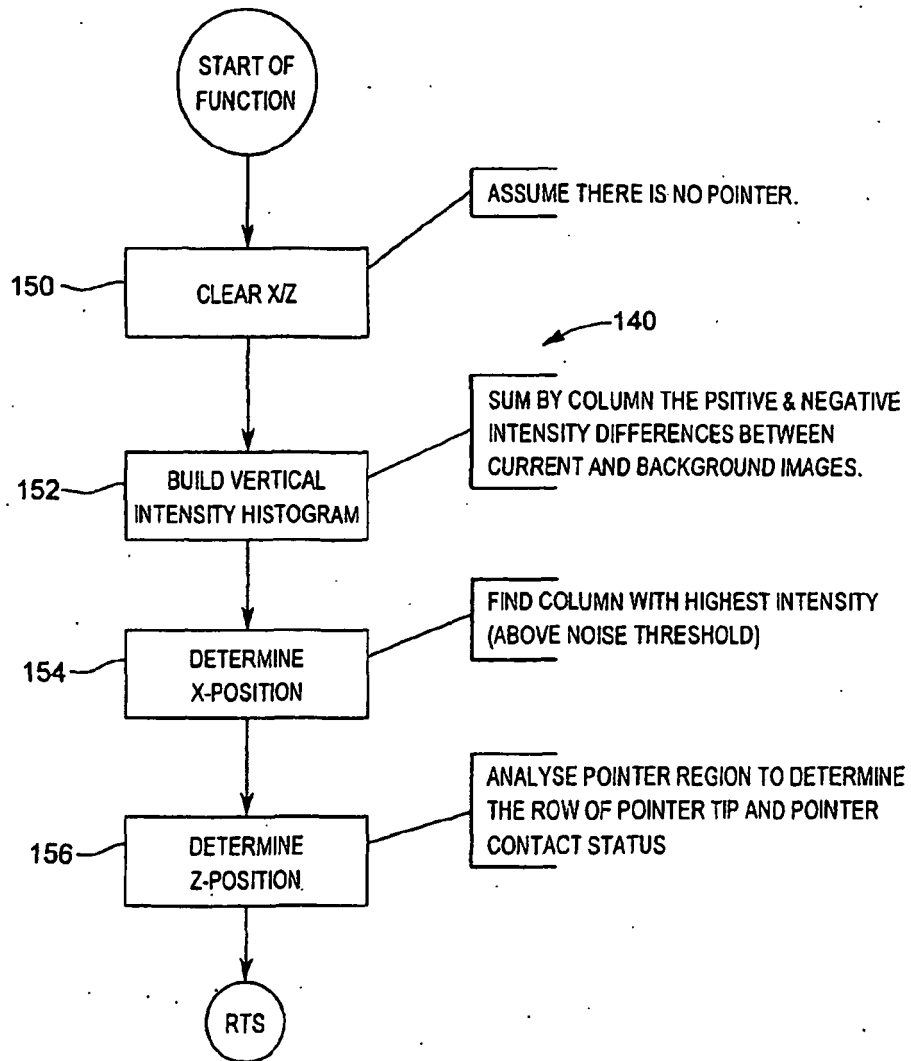 START OF
FUNCTION
ASSUME THERE IS NO POINTER.
150
CLEAR X/Z
140
SUM BY COLUMN THE PSITIVE & NEGATIVE
INTENSITY DIFFERENCES BETWEEN
CURRENT AND BACKGROUND IMAGES.
152
BUILD VERTICAL
INTENSITY HISTOGRAM
FIND COLUMN WITH HIGHEST INTENSITY
(ABOVE NOISE THRESHOLD)
154
DETERMINE
X-POSITION
ANALYSE POINTER REGION TO DETERMINE
THE ROW OF POINTER TIP AND POINTER
CONTACT STATUS
156
DETERMINE
Z-POSITION
RTS